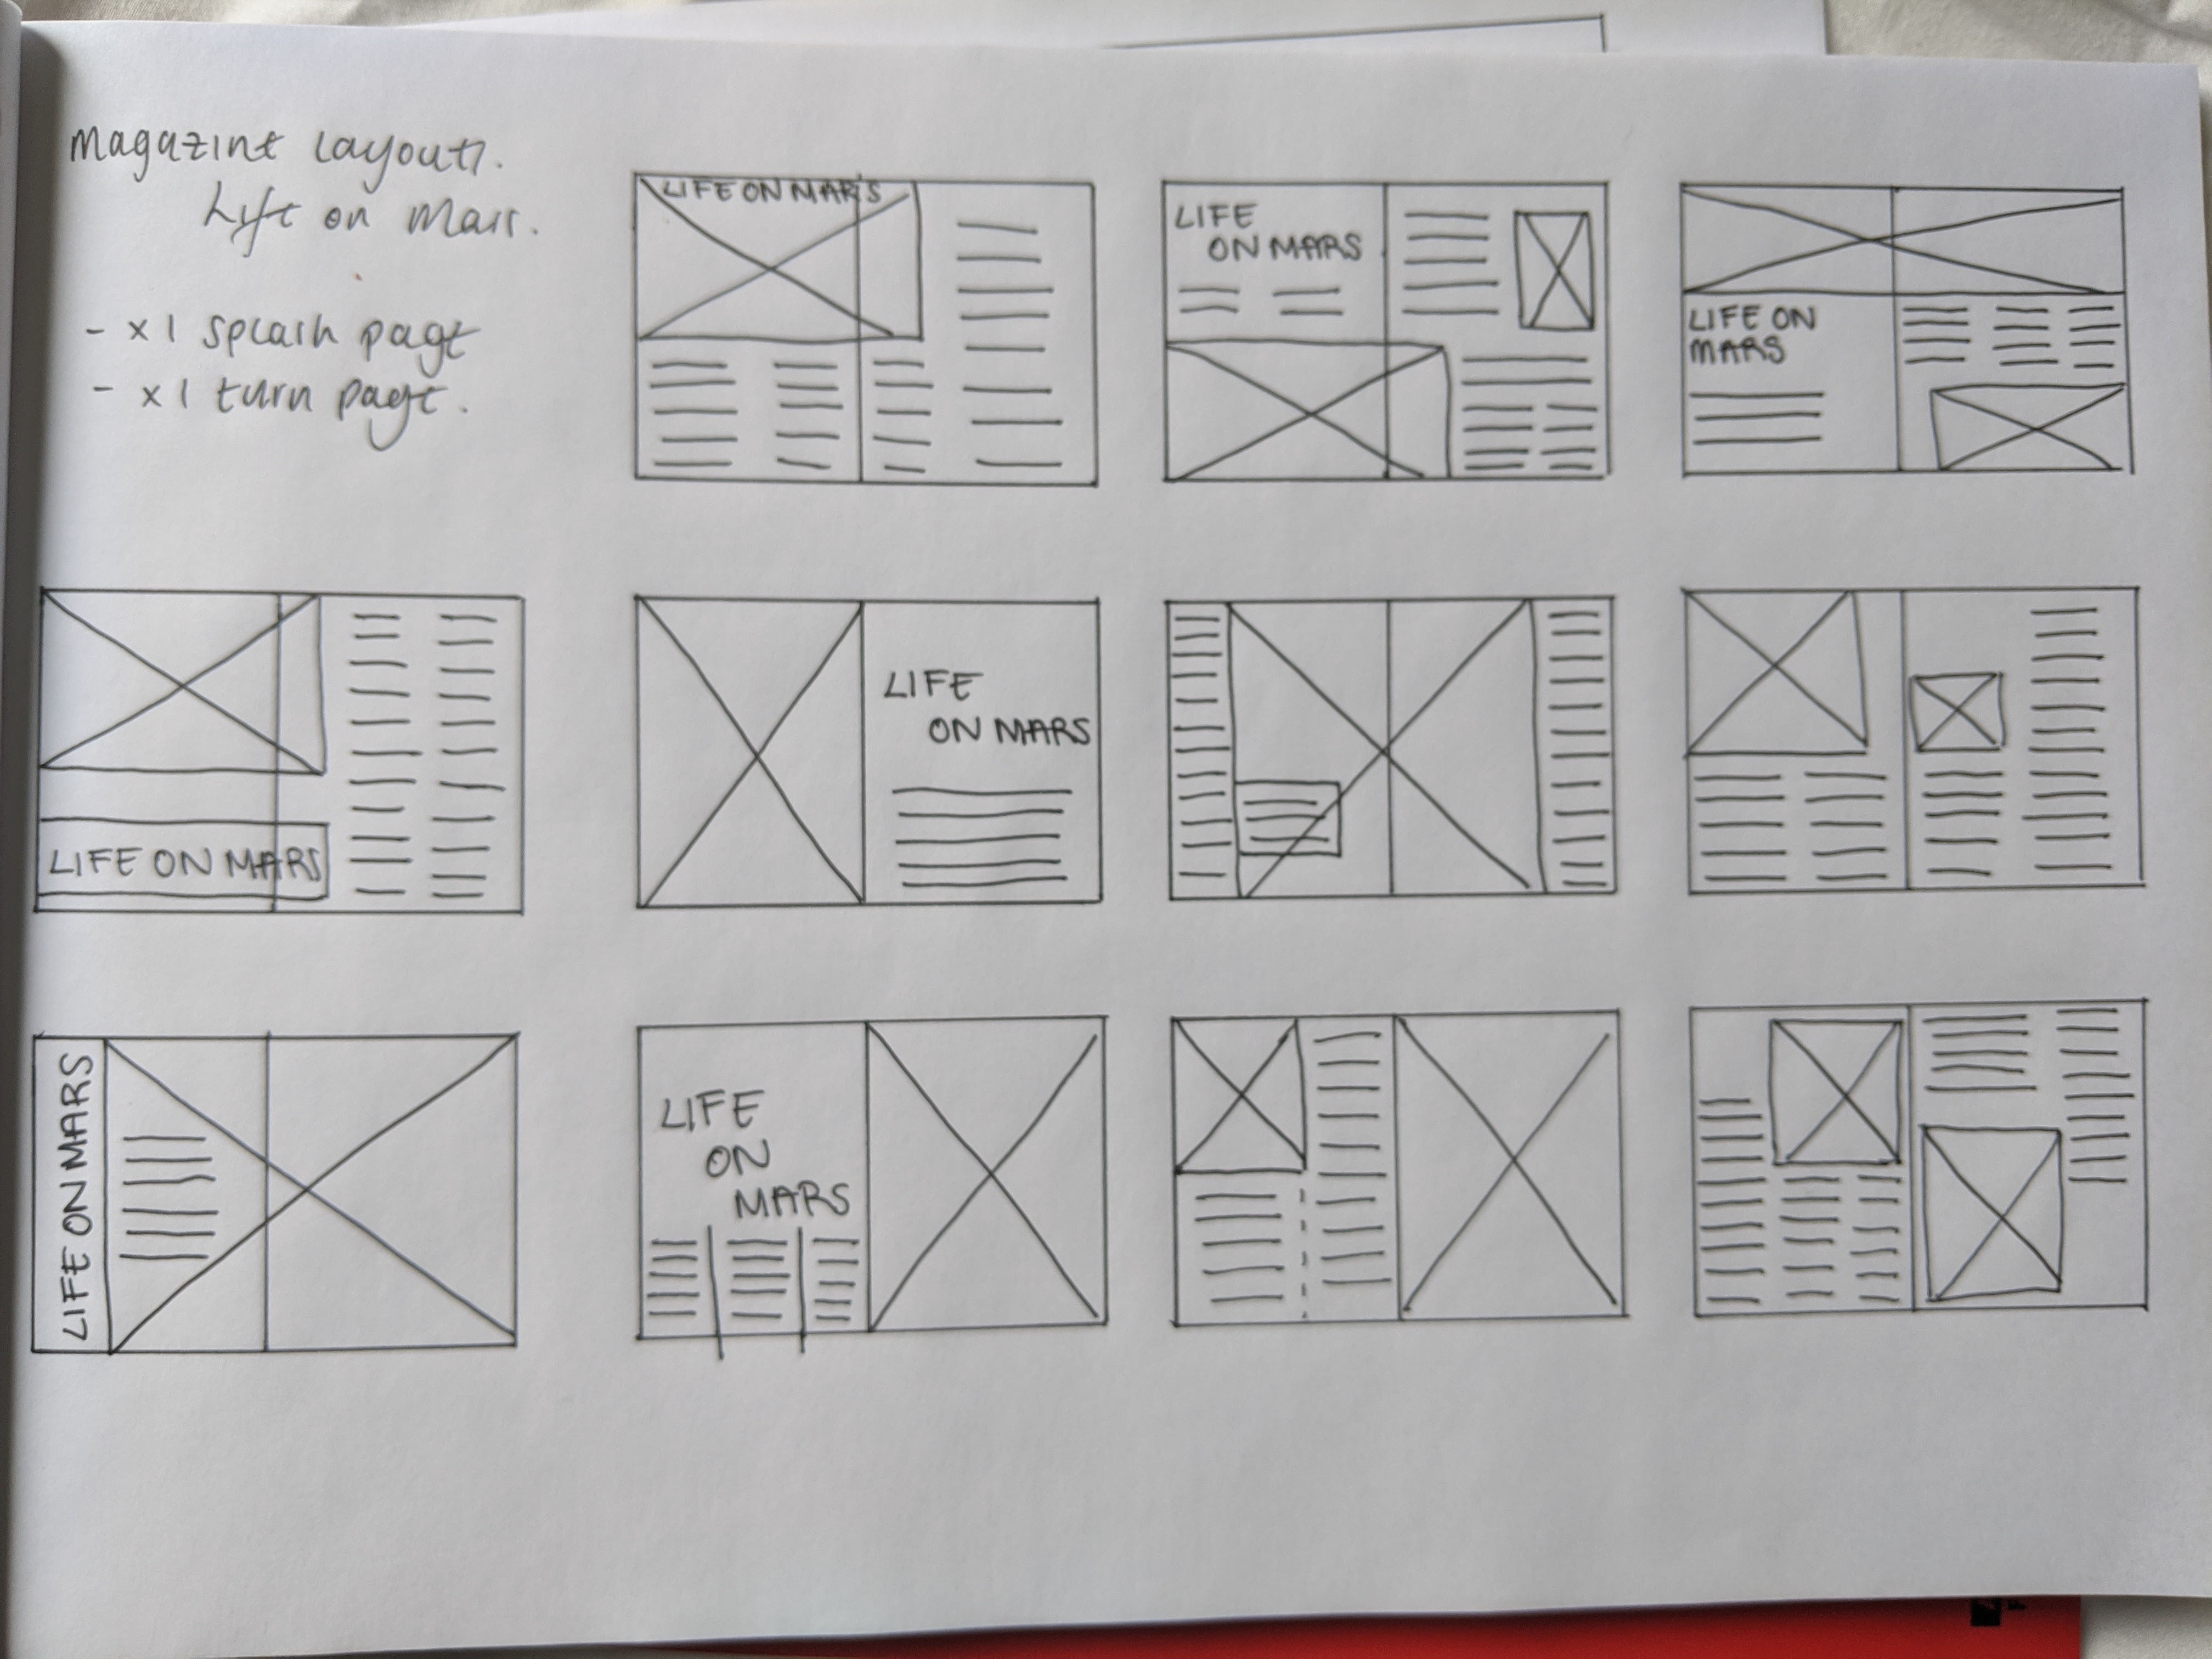 Magazine Layouts.
Life on Mars.
- x1 splash page
- x1 turn page.
LIFE ON MARS
LIFE
ON MARS
LIFE ON
MARS
LIFE ON MARS
LIFE
ON MARS
LIFE ON MARS
LIFE
ON
MARS